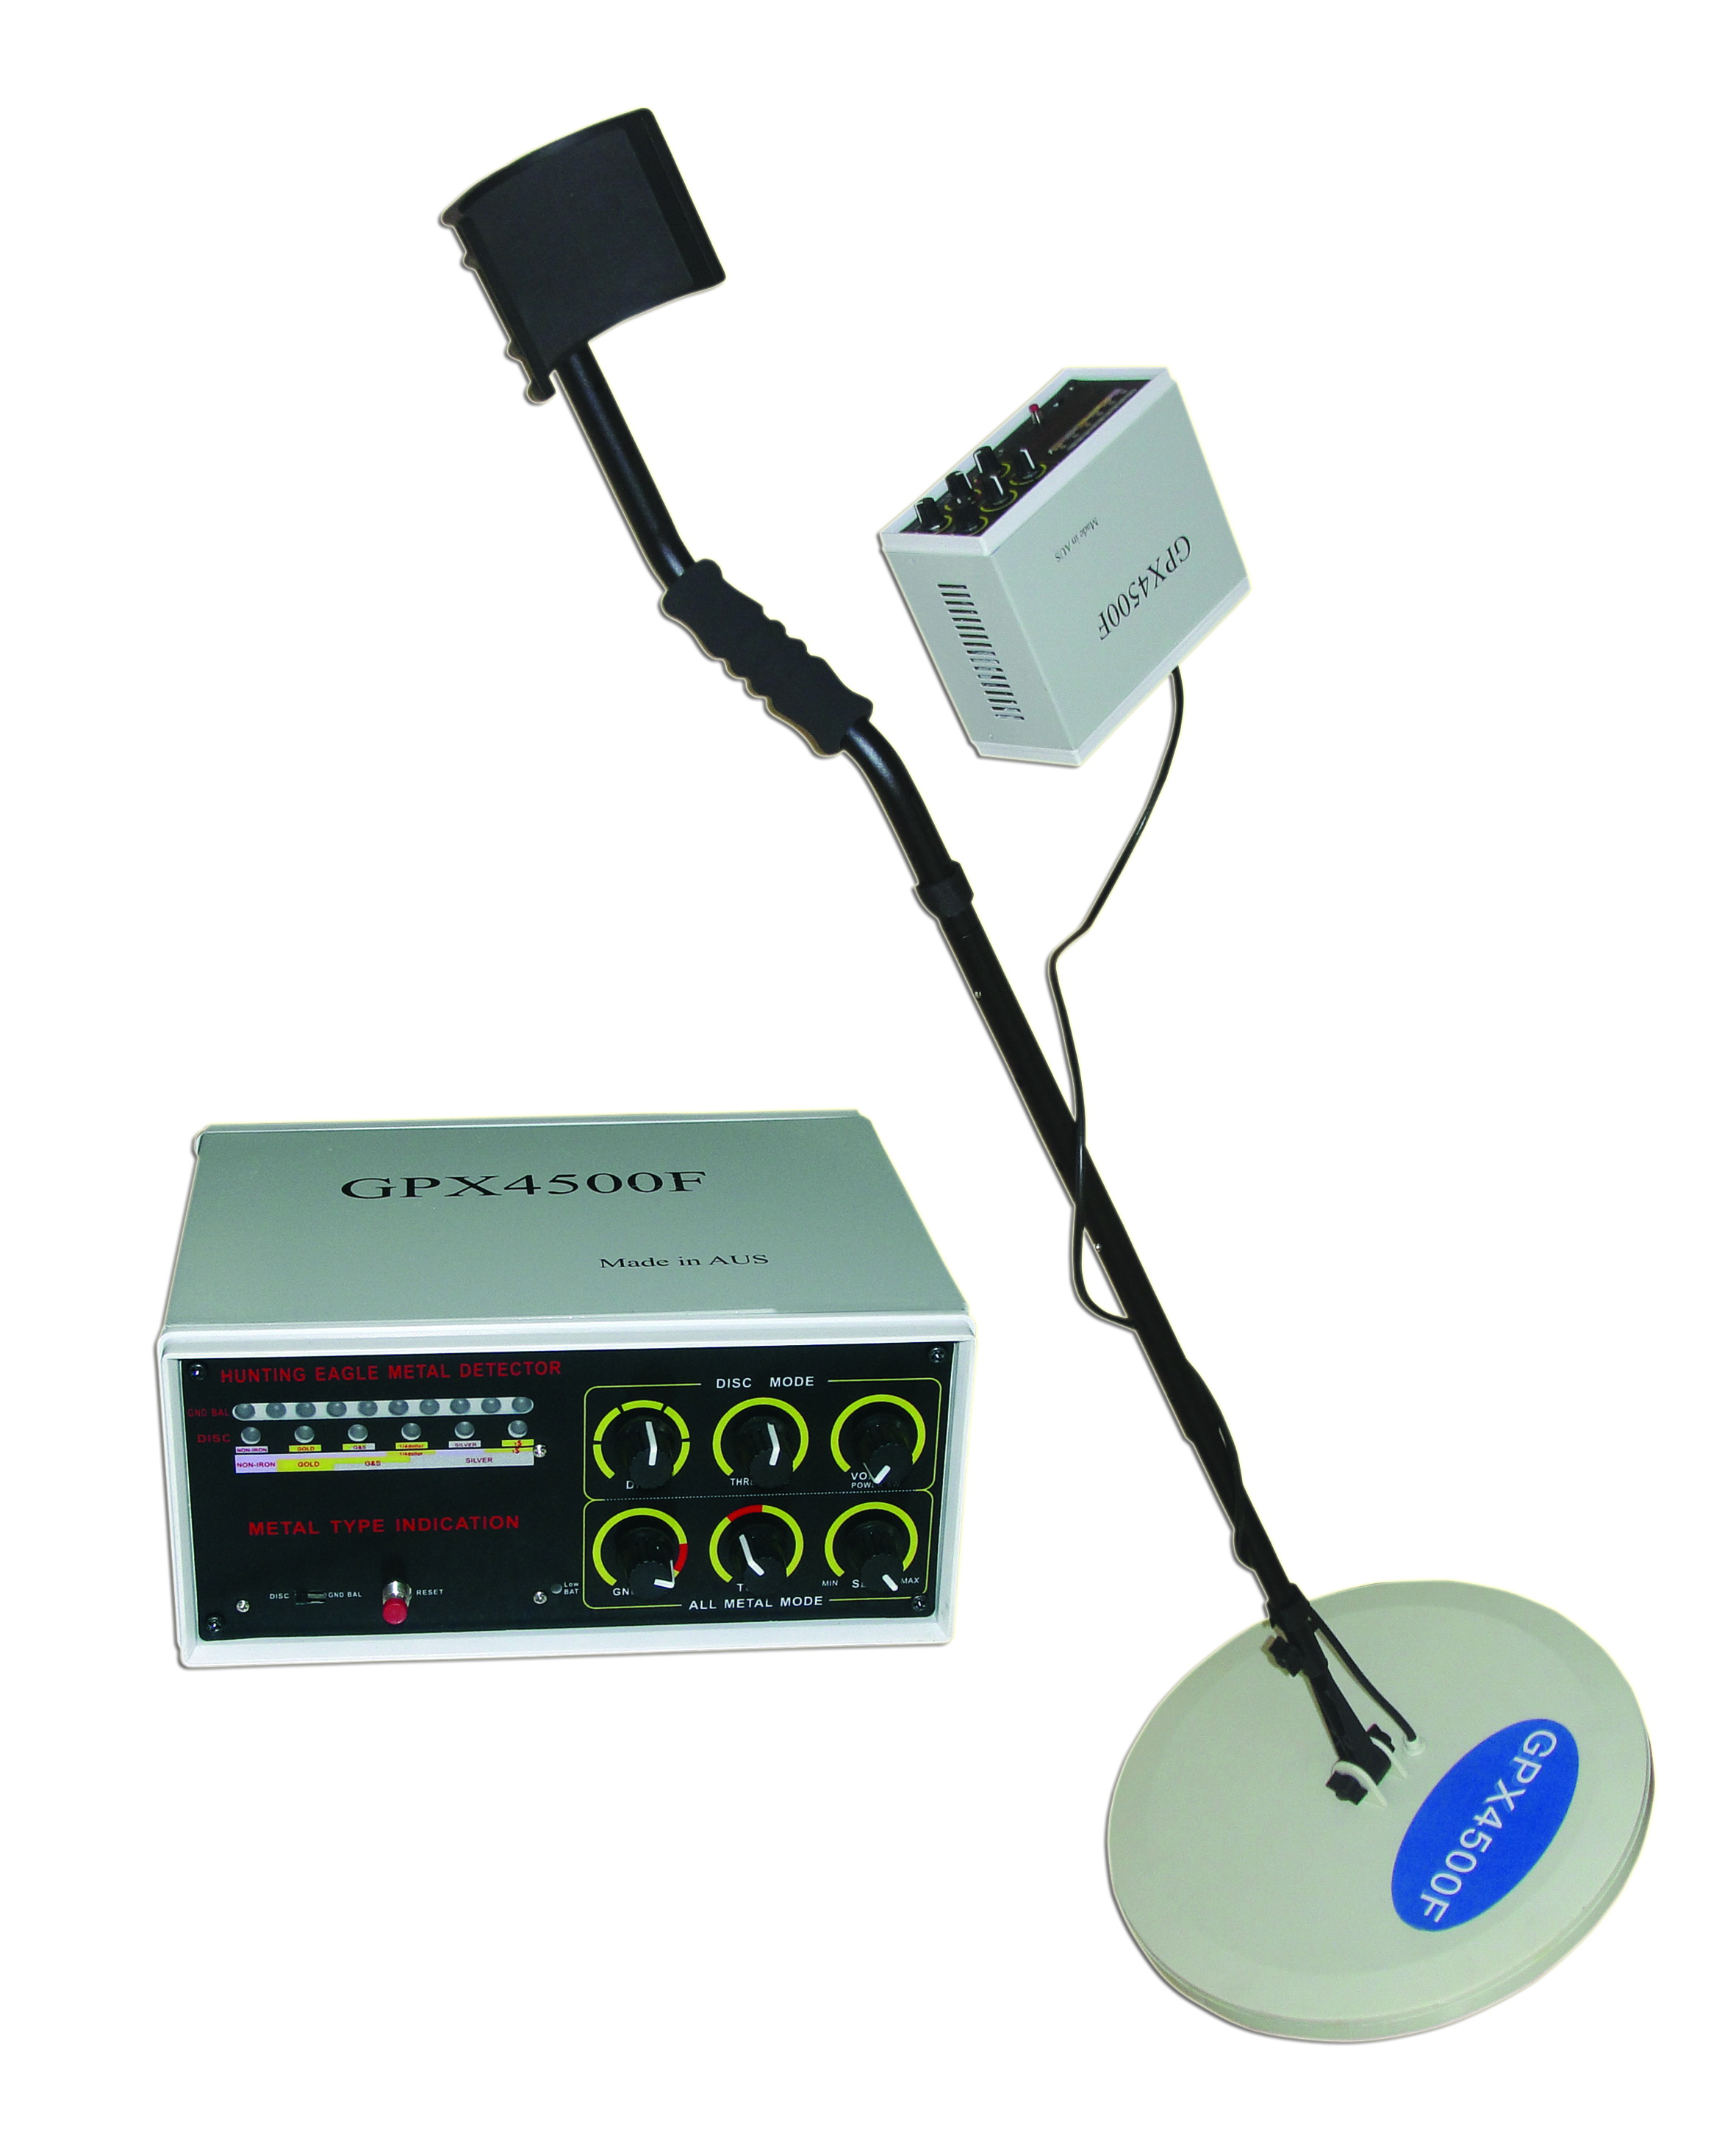 GPX4500F
Made in AUS
GPX4500F
Made in AUS
HUNTING EAGLE METAL DETECTOR
GND BAL
DISC
NON-IRON GOLD G&S SILVER
NON-IRON GOLD G&S SILVER
METAL TYPE INDICATION
DISC GND BAL RESET
Low
BAT
DISC MODE
MIN MAX
ALL METAL MODE
GPX4500F